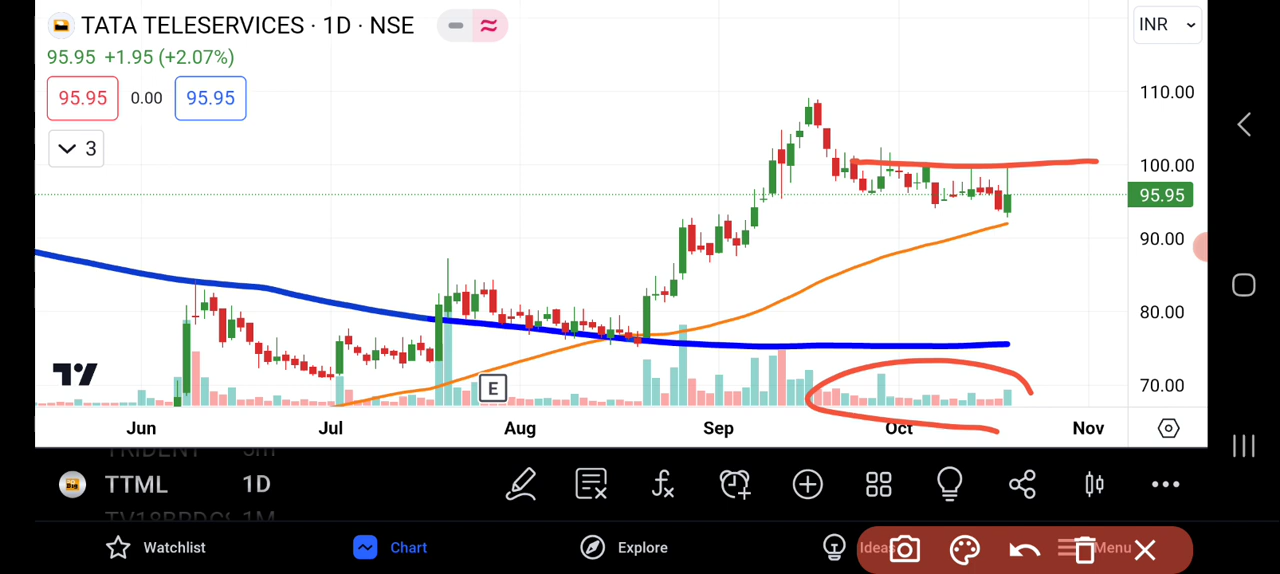 TATA TELESERVICES · 1D · NSE
INR
95.95 +1.95 (+2.07%)
95.95 0.00 95.95
110.00
3
100.00
95.95
90.00
80.00
70.00
E
Jun Jul Aug Sep Oct Nov
TRIDENT
TTML 1D
Watchlist Chart Explore Ideas Menu